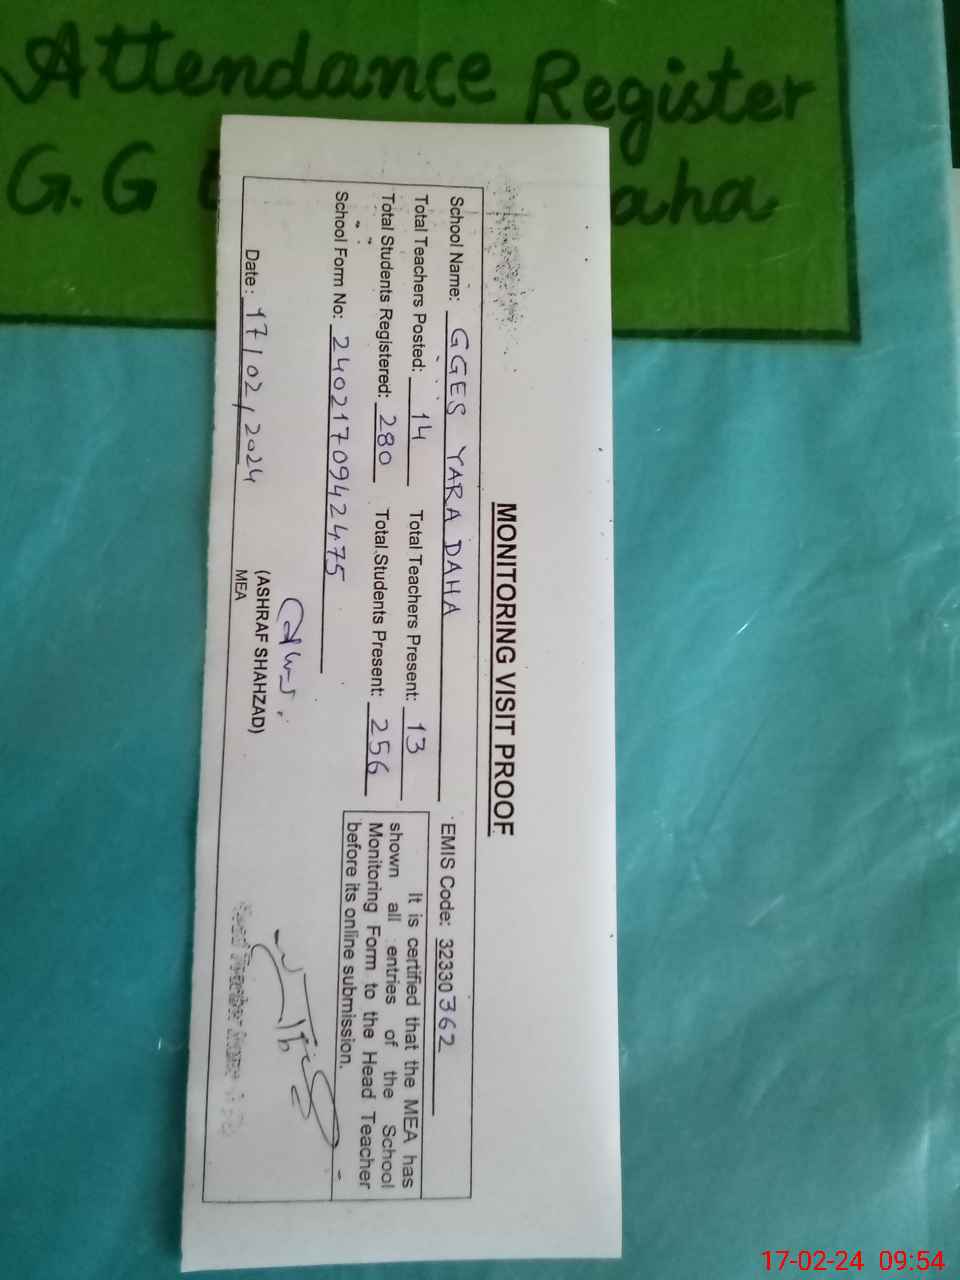 Attendance Register
G.G
aha
MONITORING VISIT PROOF
School Name: GGES YARA DAHA EMIS Code: 32330362
Total Teachers Posted: 14 Total Teachers Present: 13
Total Students Registered: 280 Total Students Present: 256
School Form No: 2402170942475
It is certified that the MEA has
shown all entries of the School
Monitoring Form to the Head Teacher
before its online submission.
Date: 17/02/2024
(ASHRAF SHAHZAD)
MEA
17-02-24 09:54